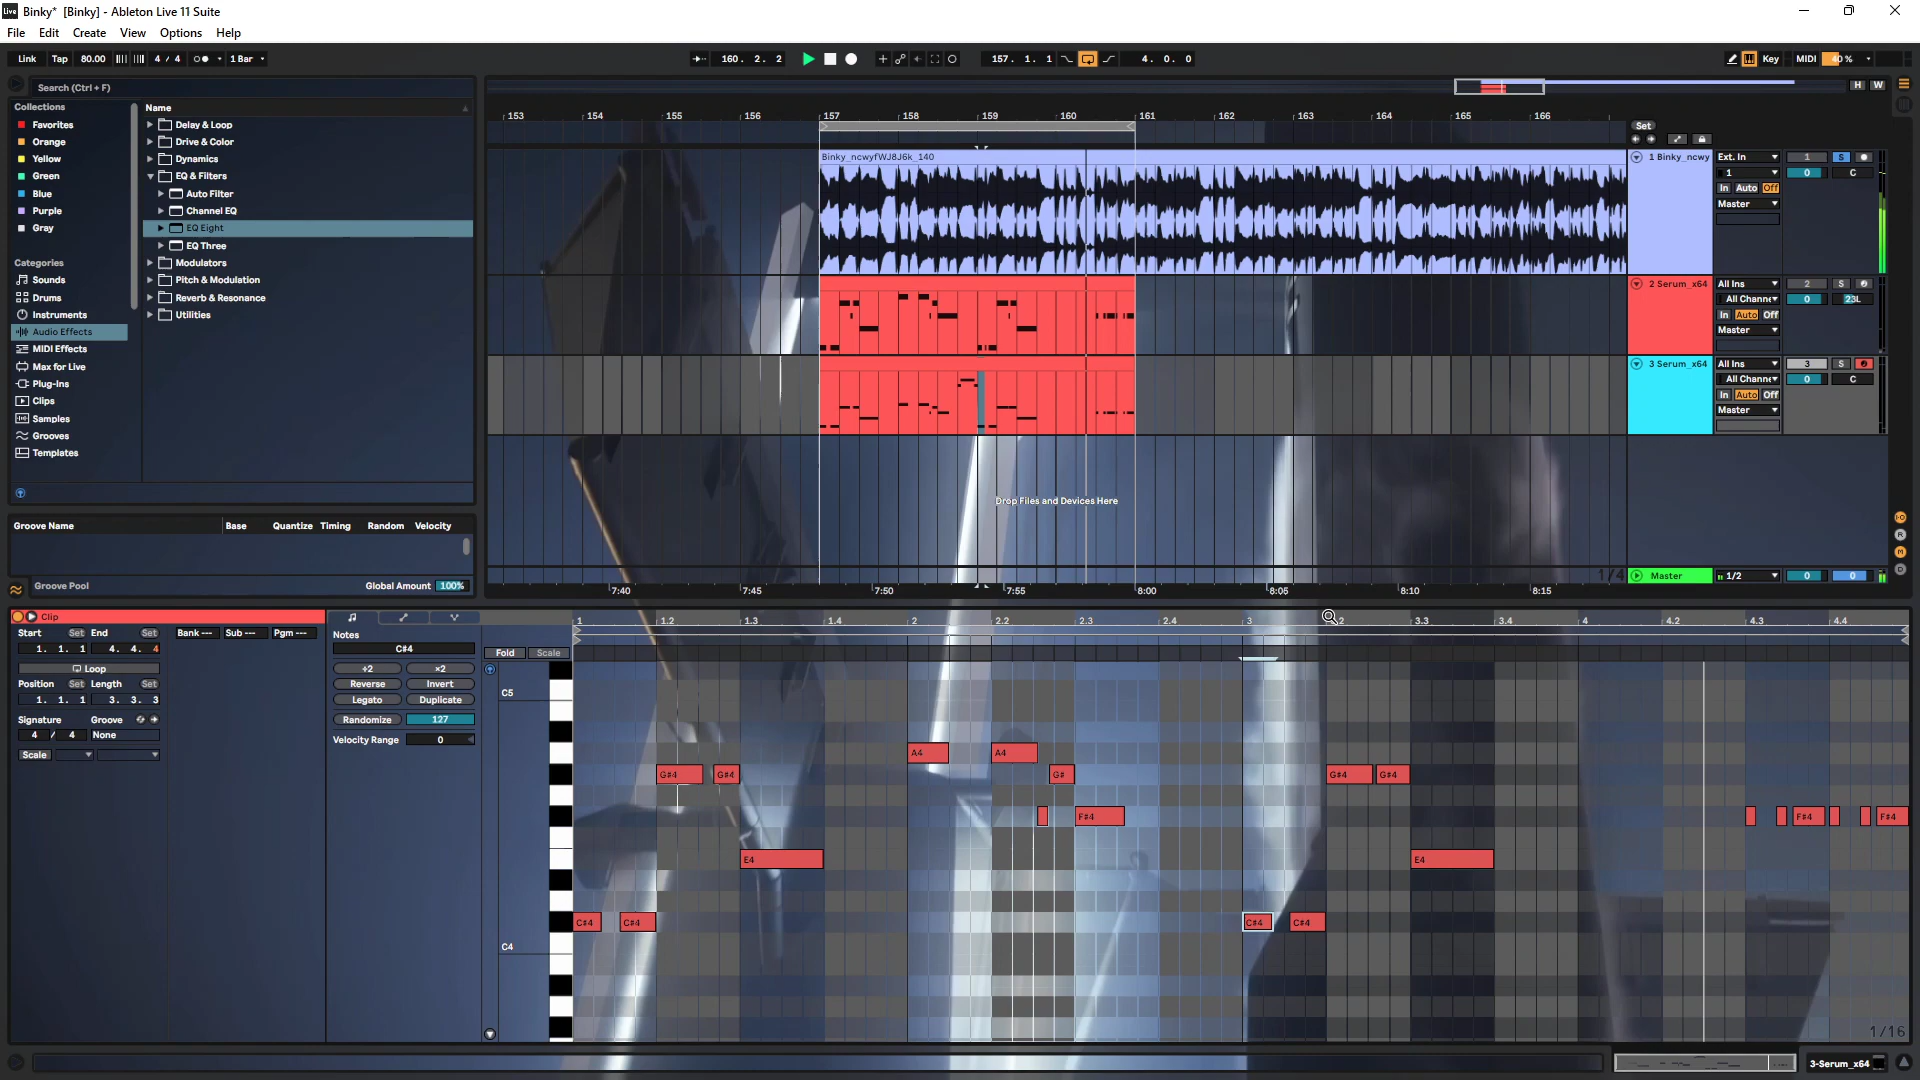 Binky* [Binky] - Ableton Live 11 Suite
File Edit Create View Options Help
Link Tap 80.00 4 / 4 1 Bar 160. 2. 2 157. 1. 1 4. 0. 0 Key MIDI 40 %
Search (Ctrl + F)
H W
Collections Name
Favorites Delay & Loop
Orange Drive & Color
Yellow Dynamics
Green EQ & Filters
Blue Auto Filter
Purple Channel EQ
Gray EQ Eight
EQ Three
Categories Modulators
Sounds Pitch & Modulation
Drums Reverb & Resonance
Instruments Utilities
Audio Effects
MIDI Effects
Max for Live
Plug-Ins
Clips
Samples
Grooves
Templates
Groove Name Base Quantize Timing Random Velocity
Groove Pool Global Amount 100%
153 154 155 156 157 158 159 160 161 162 163 164 165 166
Set
Binky_ncwyfWJ8J6k_140
1 Binky_ncwy Ext. In 1 S
1 0 C
In Auto Off
Master
2 Serum_x64 All Ins 2 S
All Channe 0 23L
In Auto Off
Master
3 Serum_x64 All Ins 3 S
All Channe 0 C
In Auto Off
Master
Drop Files and Devices Here
1/4
Master 1/2 0 0
7:40 7:45 7:50 7:55 8:00 8:05 8:10 8:15
Clip
Start Set End Set Bank --- Sub --- Pgm ---
1. 1. 1 4. 4. 4
Loop
Position Set Length Set
1. 1. 1 3. 3. 3
Signature Groove
4 / 4 None
Scale
Notes
C#4
÷2 ×2
Reverse Invert
Legato Duplicate
Randomize 127
Velocity Range 0
Fold Scale
1 1.2 1.3 1.4 2 2.2 2.3 2.4 3 3.3 3.4 4 4.2 4.3 4.4
C5
A4 A4
G#4 G#4 G# G#4 G#4
F#4 F#4 F#4
E4 E4
C#4 C#4 C#4 C#4
C4
1/16
3-Serum_x64